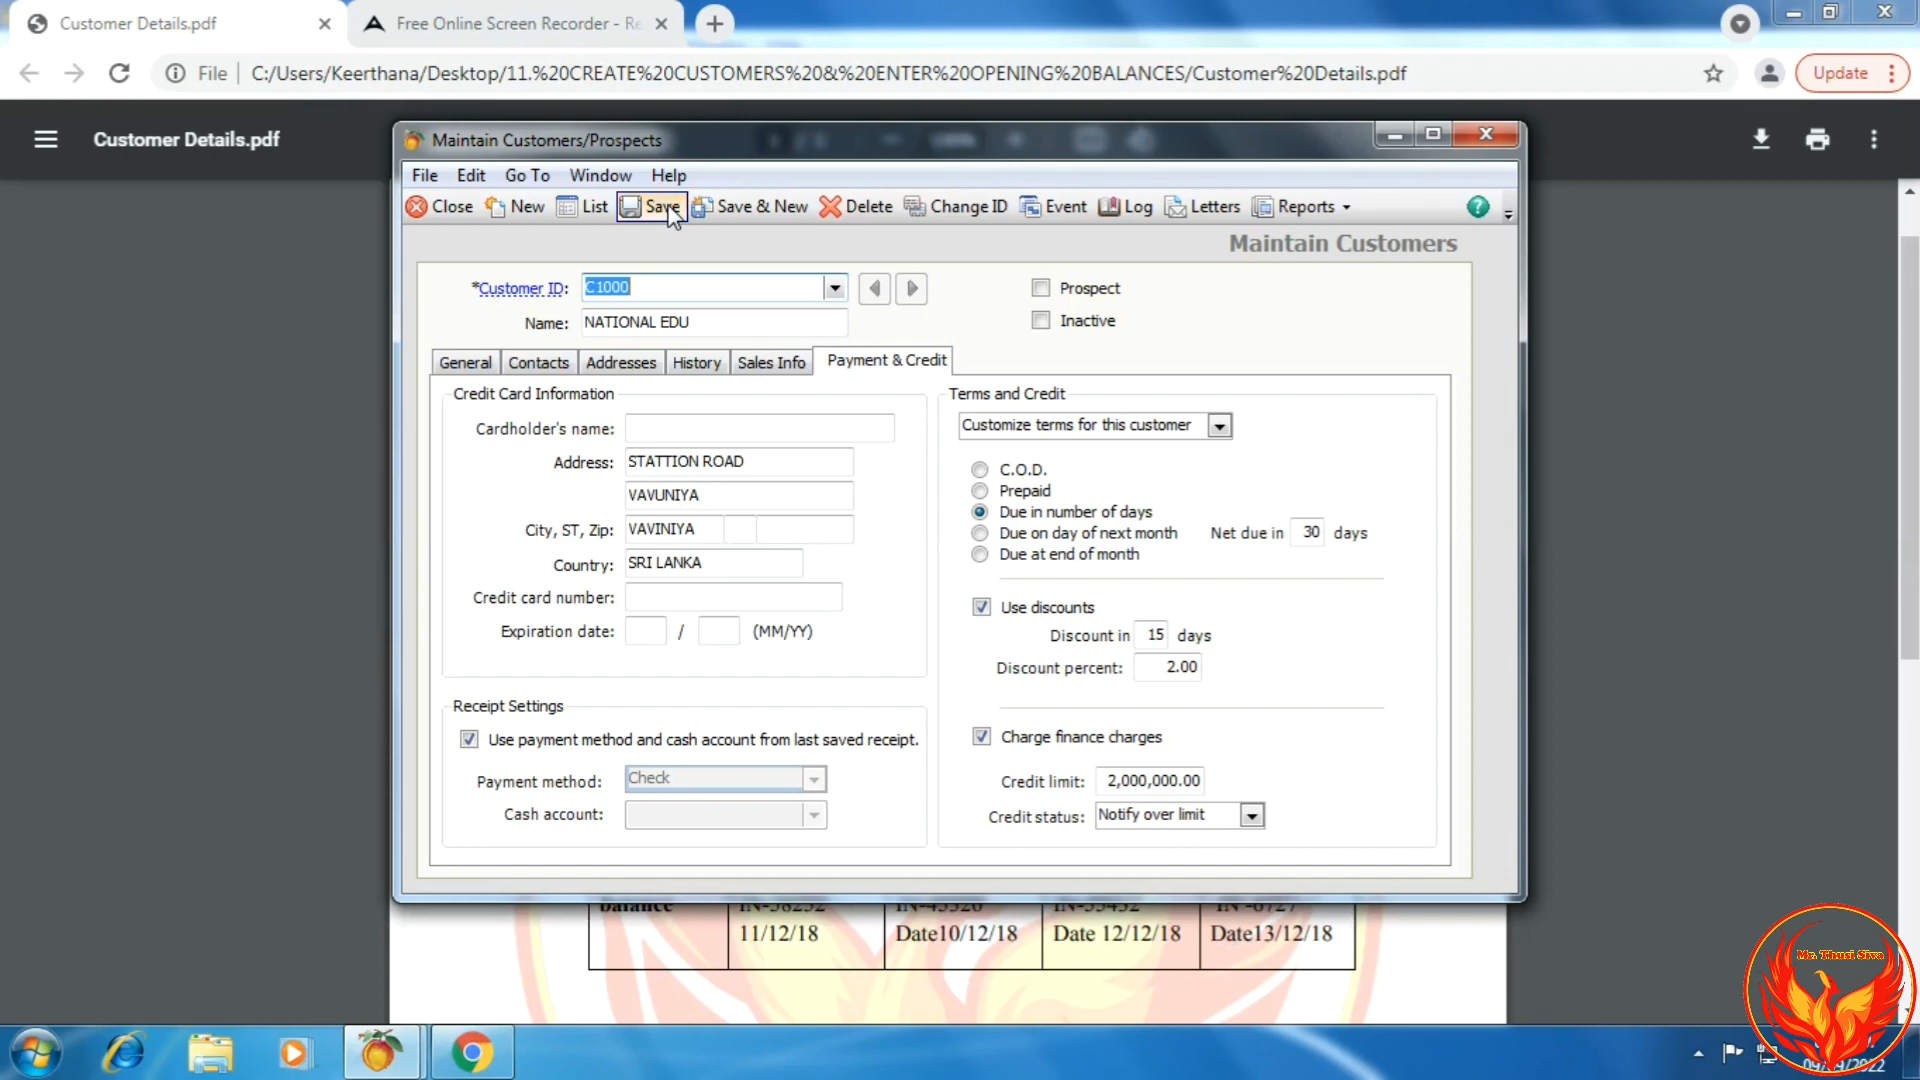 Customer Details.pdf
Free Online Screen Recorder - Re
File
C:/Users/Keerthana/Desktop/11.%20CREATE%20CUSTOMERS%20&%20ENTER%20OPENING%20BALANCES/Customer%20Details.pdf
Update
Customer Details.pdf
Maintain Customers/Prospects
File Edit Go To Window Help
Close New List Save Save & New Delete Change ID Event Log Letters Reports
Maintain Customers
*Customer ID: C1000
Prospect
Name: NATIONAL EDU
Inactive
General Contacts Addresses History Sales Info Payment & Credit
Credit Card Information
Cardholder's name:
Address: STATTION ROAD
VAVUNIYA
City, ST, Zip: VAVINIYA
Country: SRI LANKA
Credit card number:
Expiration date: / (MM/YY)
Receipt Settings
Use payment method and cash account from last saved receipt.
Payment method: Check
Cash account:
Terms and Credit
Customize terms for this customer
C.O.D.
Prepaid
Due in number of days
Due on day of next month
Net due in 30 days
Due at end of month
Use discounts
Discount in 15 days
Discount percent: 2.00
Charge finance charges
Credit limit: 2,000,000.00
Credit status: Notify over limit
11/12/18 Date10/12/18 Date 12/12/18 Date13/12/18
Mr. Thusi Siva